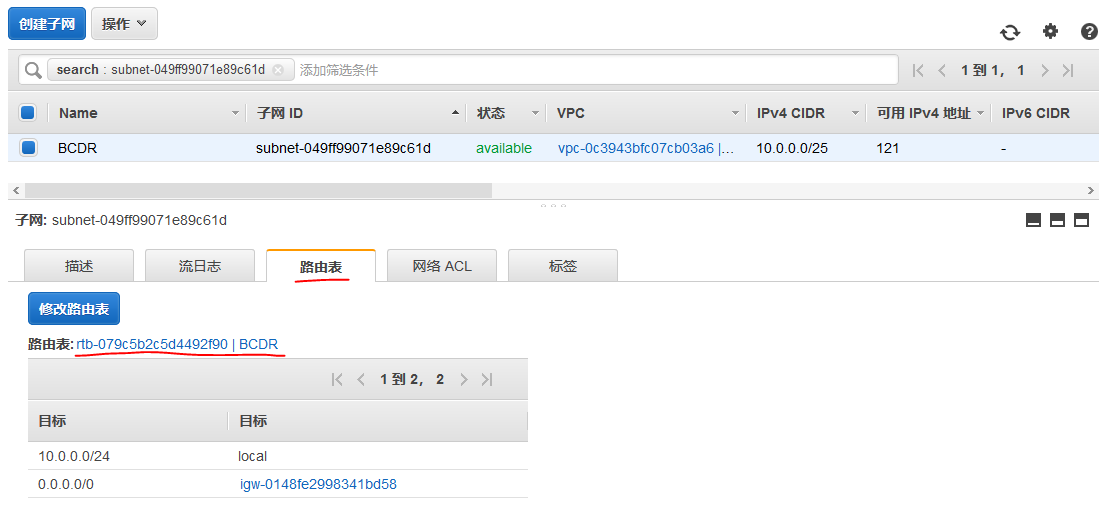 创建子网 操作
search : subnet-049ff99071e89c61d 添加筛选条件 1 到 1， 1
Name 子网 ID 状态 VPC IPv4 CIDR 可用 IPv4 地址 IPv6 CIDR
BCDR subnet-049ff99071e89c61d available vpc-0c3943bfc07cb03a6 |... 10.0.0.0/25 121 -
子网: subnet-049ff99071e89c61d
描述 流日志 路由表 网络 ACL 标签
修改路由表
路由表: rtb-079c5b2c5d4492f90 | BCDR
1 到 2， 2
目标 目标
10.0.0.0/24 local
0.0.0.0/0 igw-0148fe2998341bd58